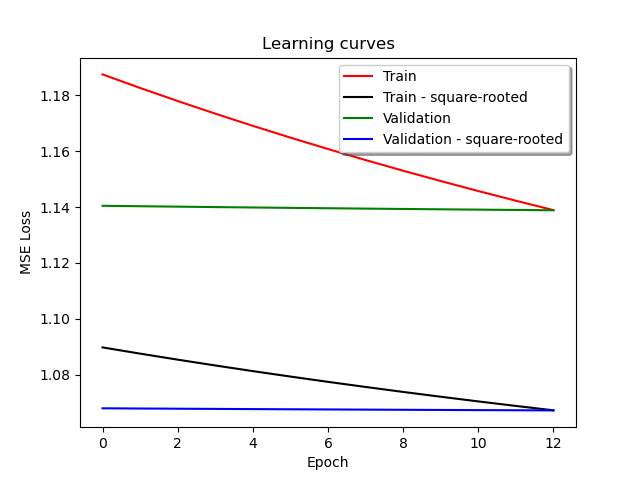 Learning curves
Train
Train - square-rooted
Validation
Validation - square-rooted
1.18
1.16
1.14
1.12
1.10
1.08
MSE Loss
0 2 4 6 8 10 12
Epoch